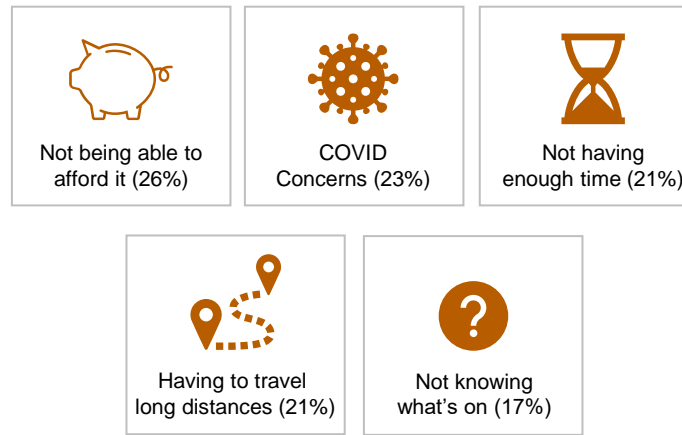 Not being able to
afford it (26%)
COVID
Concerns (23%)
Not having
enough time (21%)
Having to travel
long distances (21%)
?
Not knowing
what's on (17%)